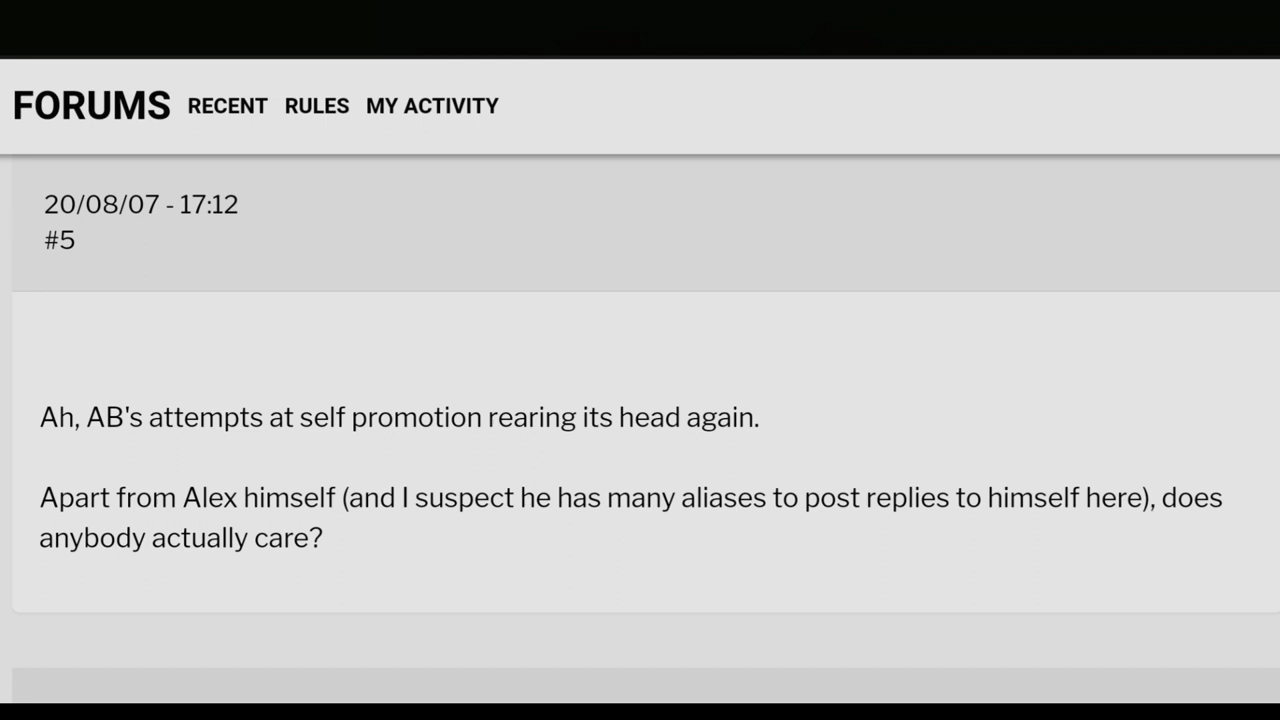 FORUMS RECENT RULES MY ACTIVITY
20/08/07 - 17:12
#5
Ah, AB's attempts at self promotion rearing its head again.
Apart from Alex himself (and I suspect he has many aliases to post replies to himself here), does
anybody actually care?